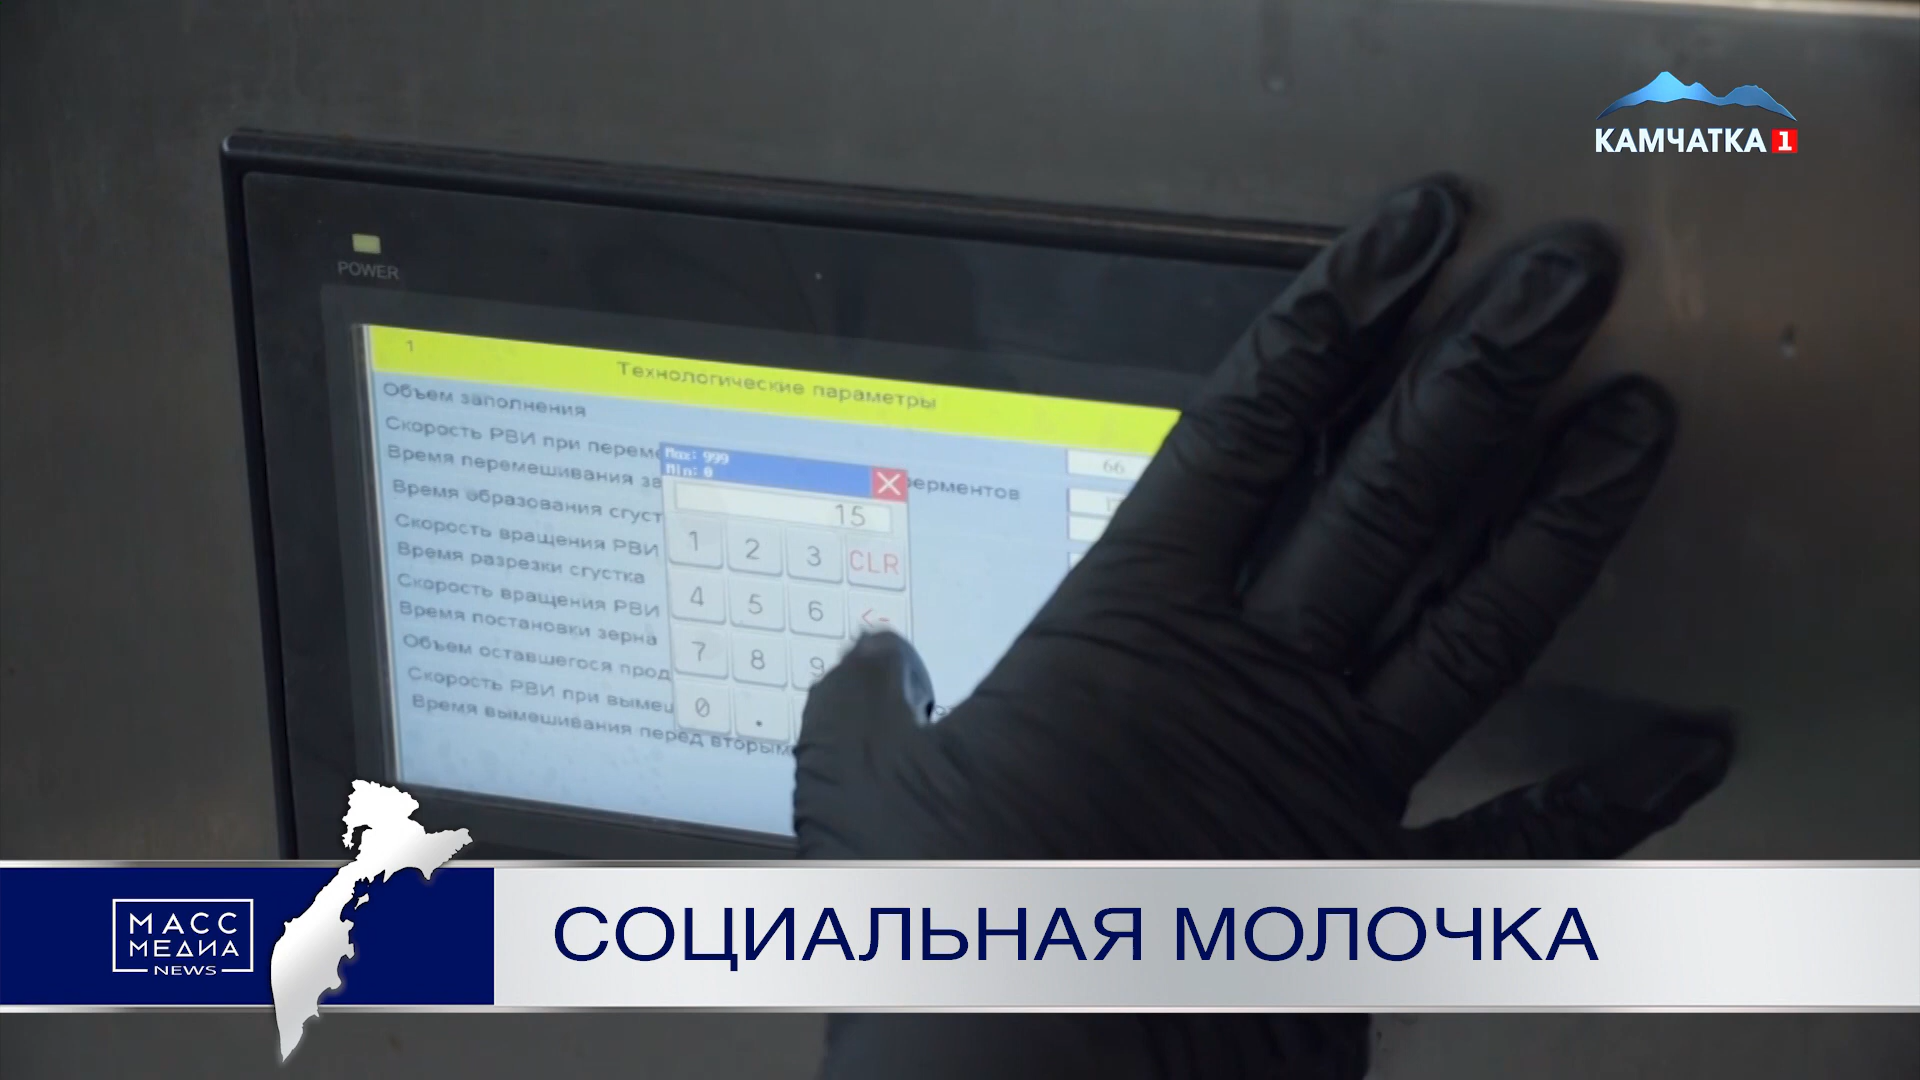 КАМЧАТКА 1
POWER
1
Технологические параметры
Объем заполнения
Скорость РВИ при переме
66
Время перемешивания за
ферментов
Время образования сгуст
Скорость вращения РВИ
Время разрезки сгустка
Скорость вращения РВИ
Время постановки зерна
Объем оставшегося прод
Скорость РВИ при вымеш
Время вымешивания перед вторым
Max: 999
Min: 0
15
1 2 3 CLR
4 5 6 <-
7 8 9
0 .
МАСС
МЕДИА
NEWS
СОЦИАЛЬНАЯ МОЛОЧКА